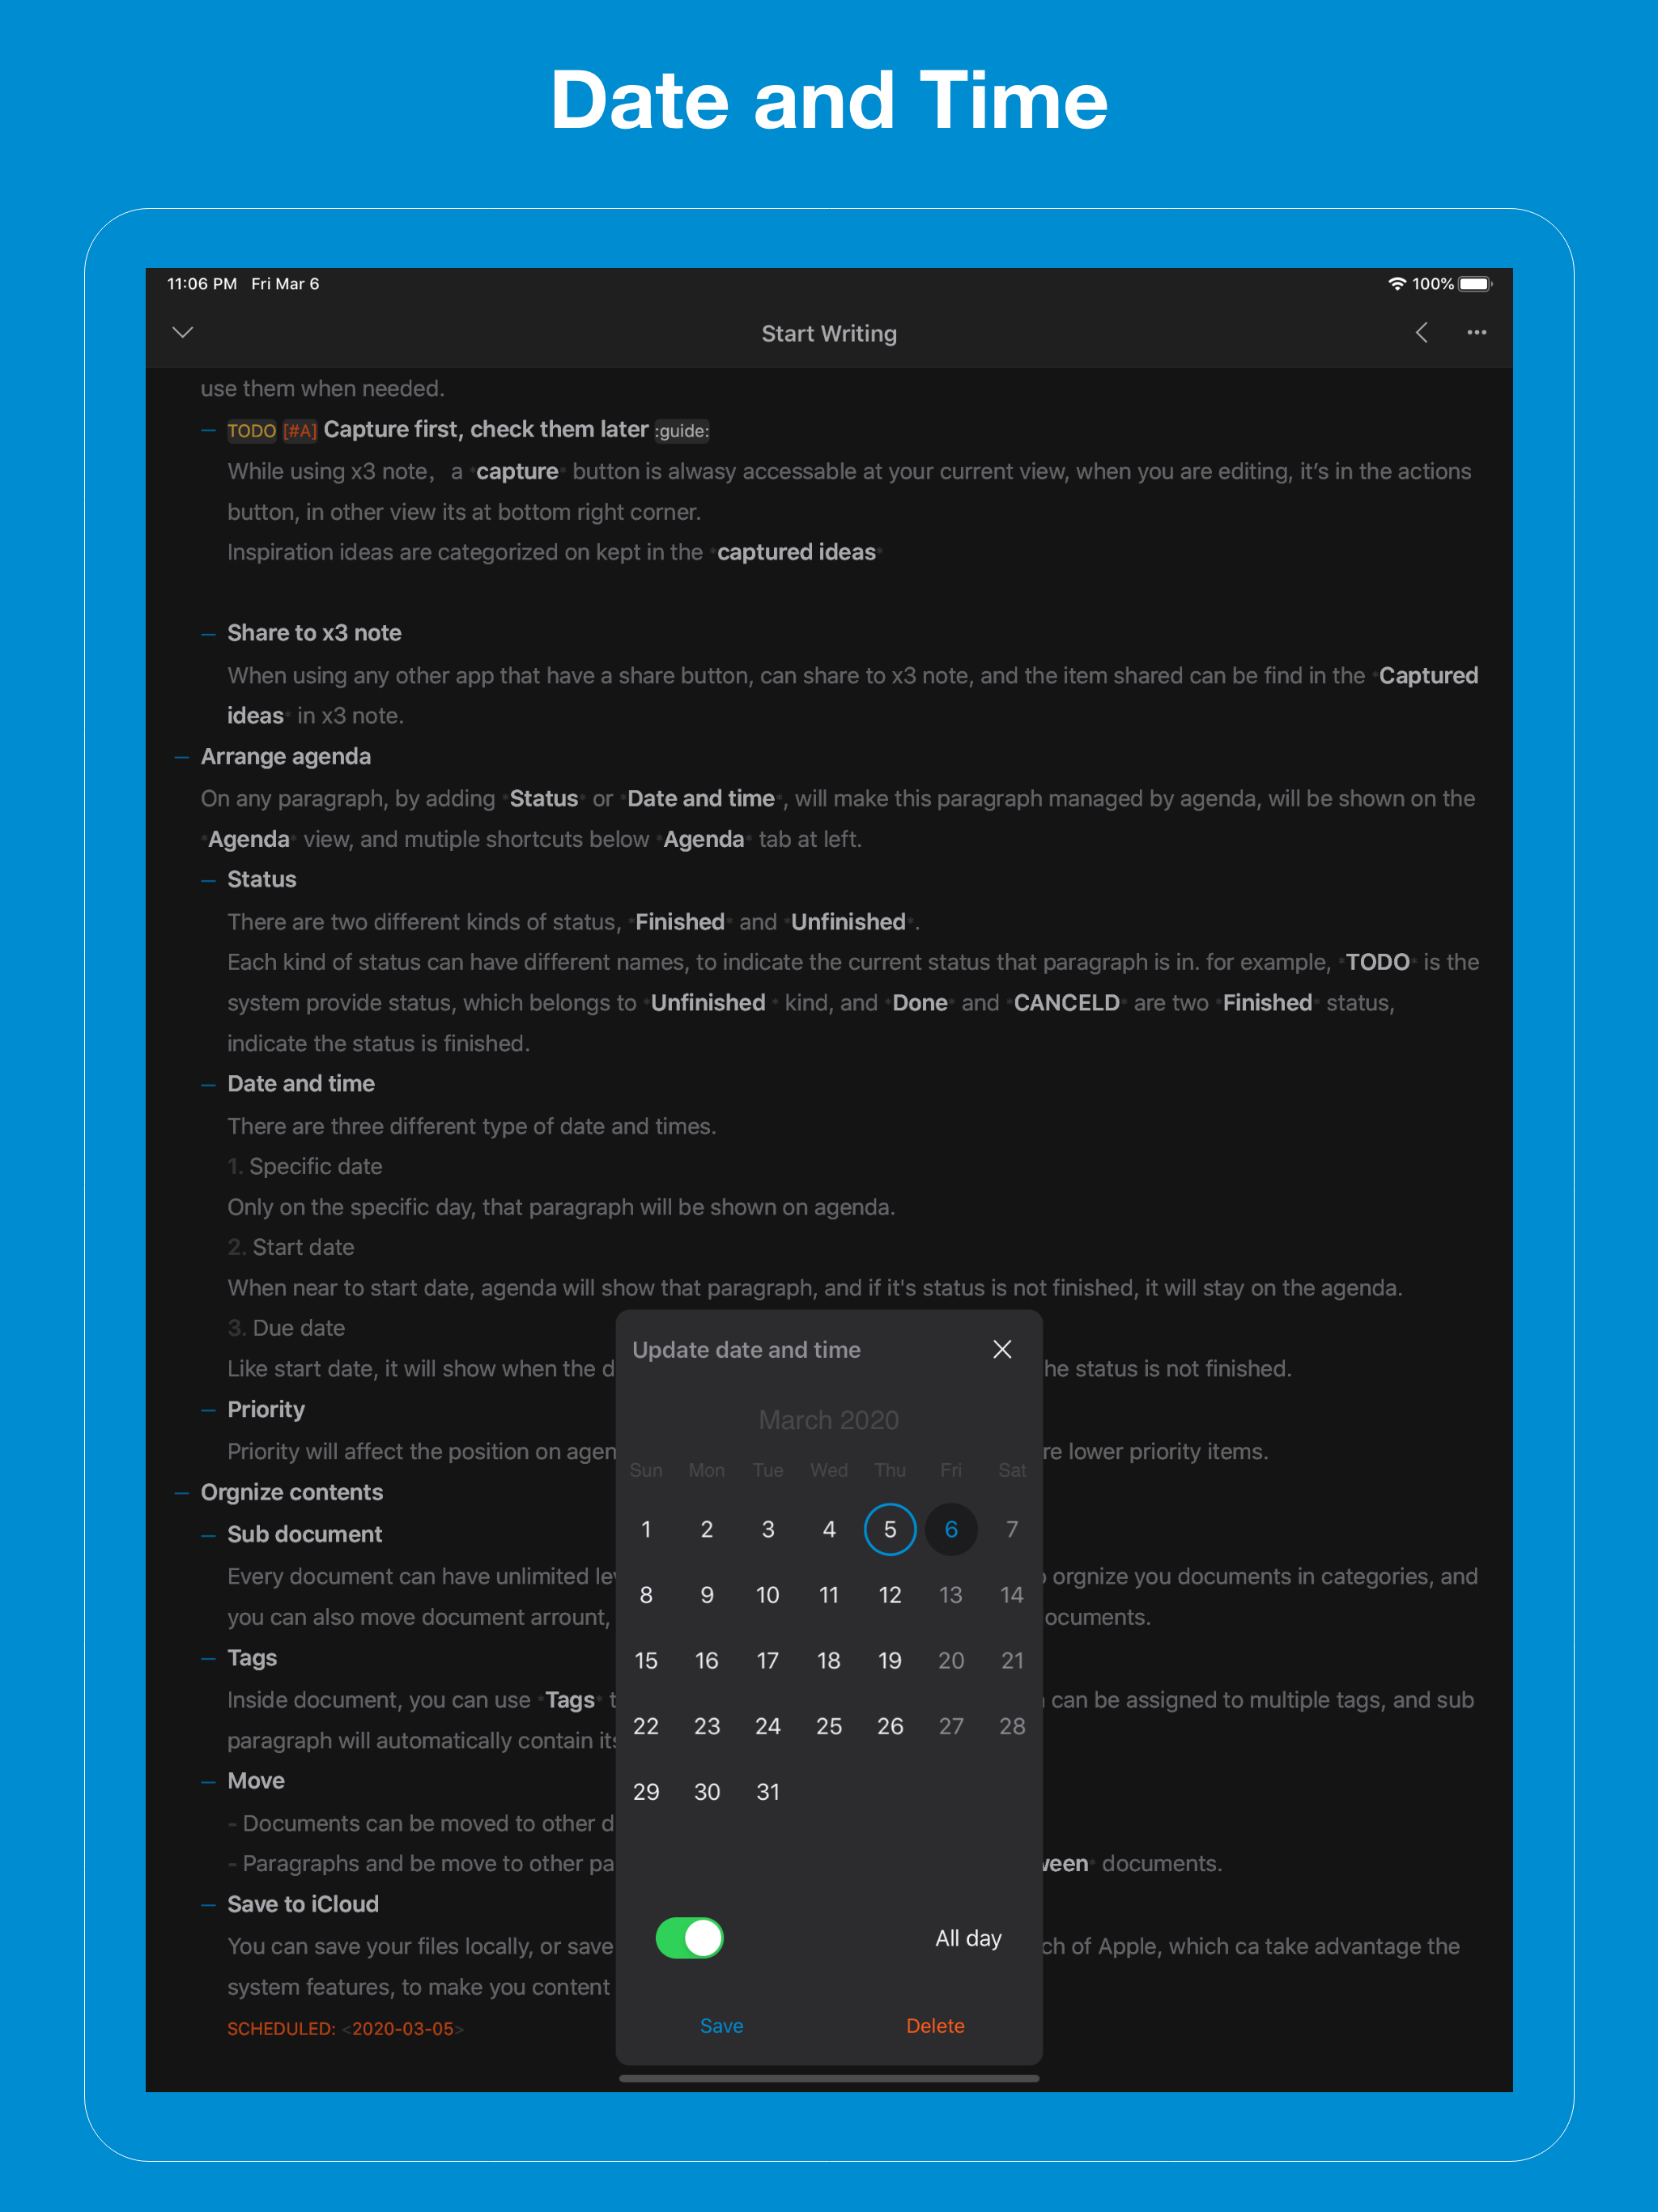 Date and Time
11:06 PM Fri Mar 6
100%
Start Writing
use them when needed.
TODO [#A] Capture first, check them later :guide:
While using x3 note, a *capture* button is alwasy accessable at your current view, when you are editing, it's in the actions
button, in other view its at bottom right corner.
Inspiration ideas are categorized on kept in the *captured ideas*
Share to x3 note
When using any other app that have a share button, can share to x3 note, and the item shared can be find in the *Captured
ideas* in x3 note.
Arrange agenda
On any paragraph, by adding *Status* or *Date and time*, will make this paragraph managed by agenda, will be shown on the
*Agenda* view, and mutiple shortcuts below *Agenda* tab at left.
Status
There are two different kinds of status, *Finished* and *Unfinished*.
Each kind of status can have different names, to indicate the current status that paragraph is in. for example, *TODO* is the
system provide status, which belongs to *Unfinished * kind, and *Done* and *CANCELD* are two *Finished* status,
indicate the status is finished.
Date and time
There are three different type of date and times.
1. Specific date
Only on the specific day, that paragraph will be shown on agenda.
2. Start date
When near to start date, agenda will show that paragraph, and if it's status is not finished, it will stay on the agenda.
3. Due date
Like start date, it will show when the d
he status is not finished.
Priority
Priority will affect the position on agen
re lower priority items.
Orgnize contents
Sub document
Every document can have unlimited le
orgnize you documents in categories, and
you can also move document arrount,
ocuments.
Tags
Inside document, you can use *Tags* t
can be assigned to multiple tags, and sub
paragraph will automatically contain its
Move
- Documents can be moved to other d
- Paragraphs and be move to other pa
ween* documents.
Save to iCloud
You can save your files locally, or save
ch of Apple, which ca take advantage the
system features, to make you content
SCHEDULED: <2020-03-05>
Update date and time
March 2020
Sun Mon Tue Wed Thu Fri Sat
1 2 3 4 5 6 7
8 9 10 11 12 13 14
15 16 17 18 19 20 21
22 23 24 25 26 27 28
29 30 31
All day
Save Delete